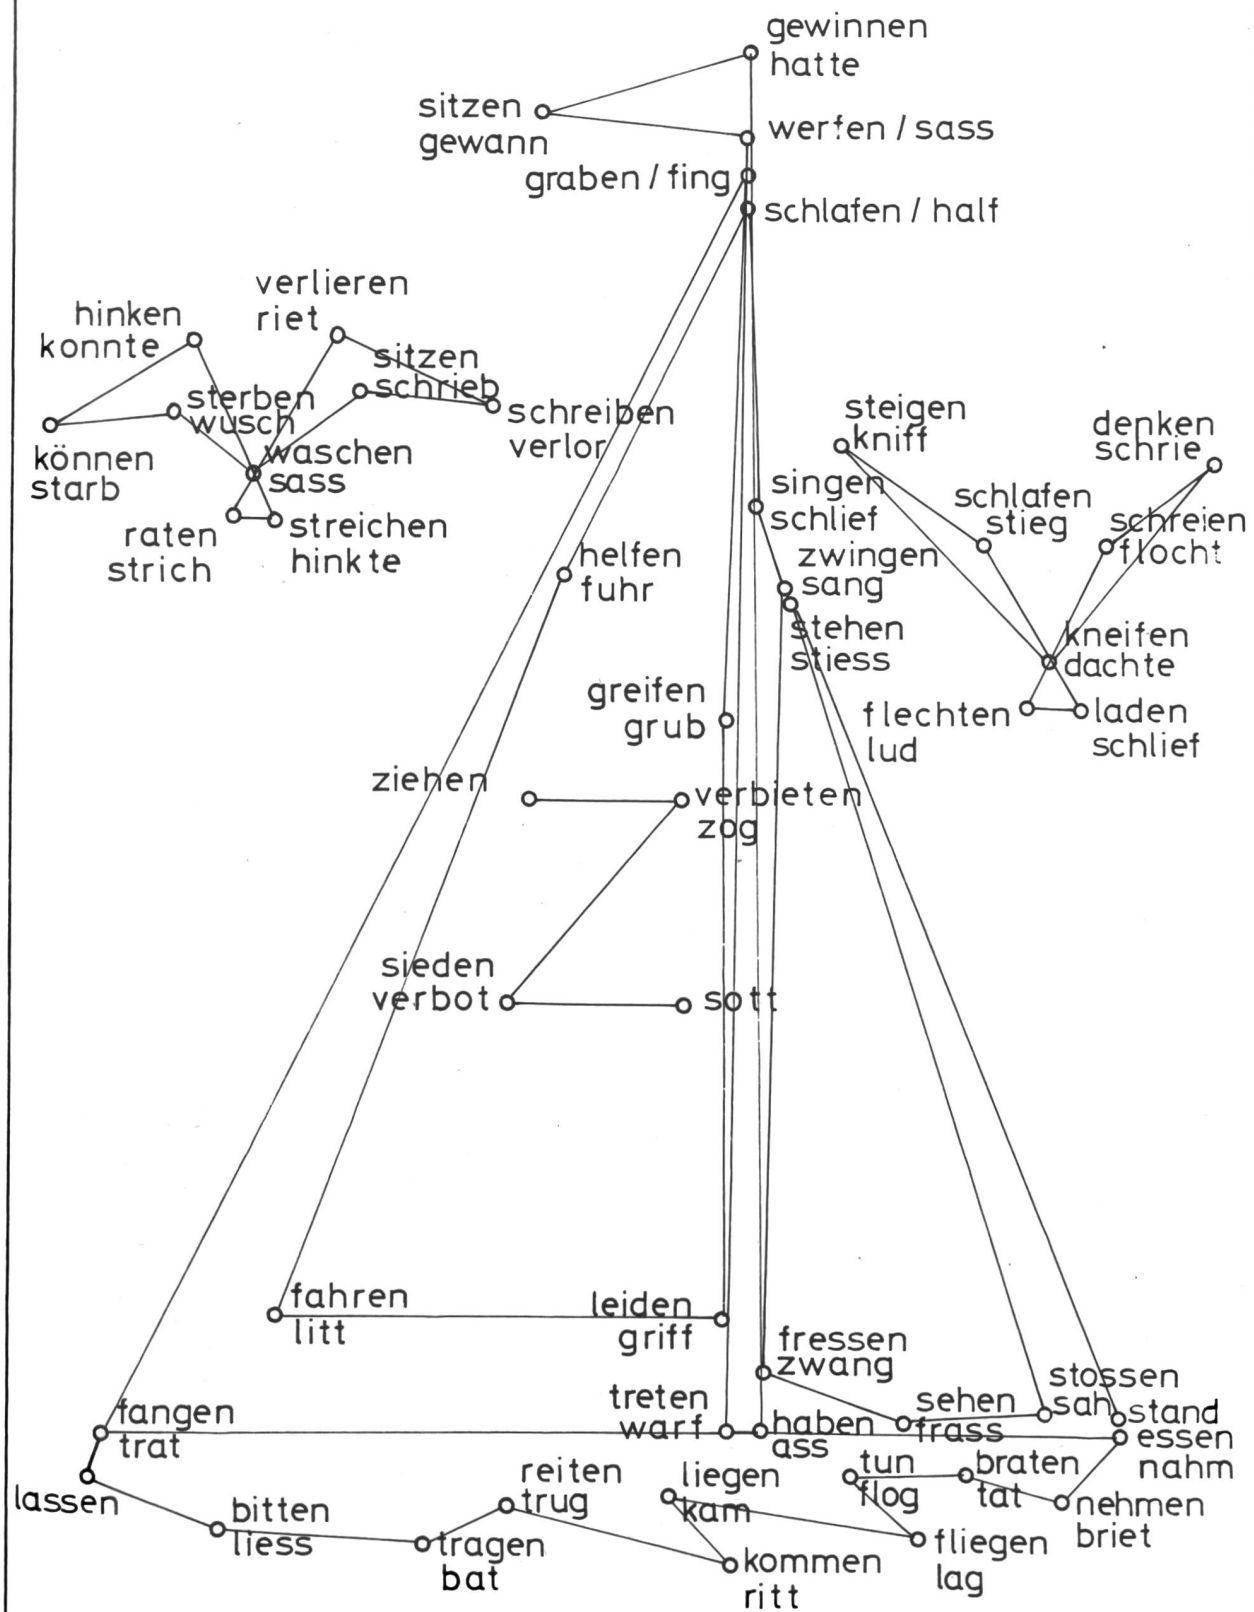 gewinnen
hatte
sitzen
gewann
werfen / sass
graben / fing
schlafen / half
verlieren
riet
hinken
konnte
sitzen
schrieb
sterben
wusch
schreiben
verlor
können
starb
waschen
sass
raten
strich
streichen
hinkte
steigen
kniff
denken
schrie
singen
schlief
schlafen
stieg
schreien
flocht
helfen
fuhr
zwingen
sang
stehen
stiess
kneifen
dachte
greifen
grub
flechten
lud
laden
schlief
ziehen
verbieten
zog
sieden
verbot
sott
fahren
litt
leiden
griff
fressen
zwang
stossen
sah
fangen
trat
treten
warf
haben
ass
sehen
frass
stand
essen
nahm
lassen
bitten
liess
tragen
bat
reiten
trug
liegen
kam
kommen
ritt
tun
flog
braten
tat
fliegen
lag
nehmen
briet